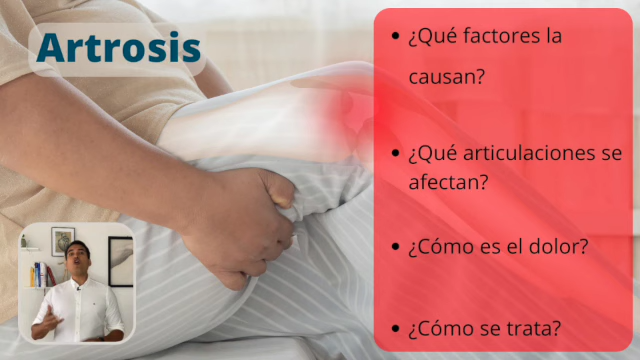 Artrosis
• ¿Qué factores la
causan?
• ¿Qué articulaciones se
afectan?
• ¿Cómo es el dolor?
• ¿Cómo se trata?